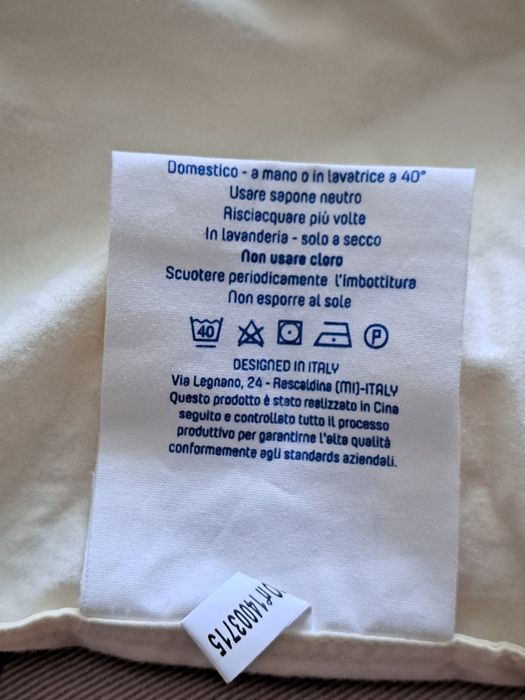 Domestico - a mano o in lavatrice a 40°
Usare sapone neutro
Risciacquare più volte
In lavanderia - solo a secco
Non usare cloro
Scuotere periodicamente l'imbottitura
Non esporre al sole
40 P
DESIGNED IN ITALY
Via Legnano, 24 - Rescaldina (MI)-ITALY
Questo prodotto è stato realizzato in Cina
seguito e controllato tutto il processo
produttivo per garantirne l'alta qualità
conformemente agli standards aziendali.
14003715